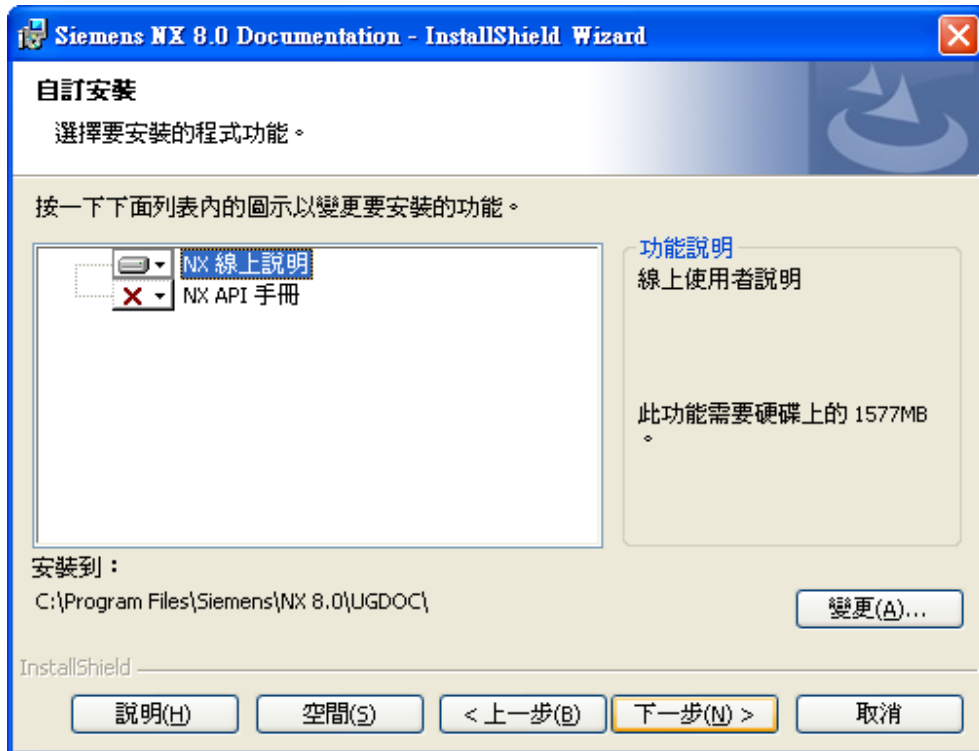 Siemens NX 8.0 Documentation - InstallShield Wizard
自訂安裝
選擇要安裝的程式功能。
按一下下面列表內的圖示以變更要安裝的功能。
NX 線上說明
NX API 手冊
功能說明
線上使用者說明
此功能需要硬碟上的 1577MB
。
安裝到：
C:\Program Files\Siemens\NX 8.0\UGDOC\
變更(A)...
InstallShield
說明(H)
空間(S)
< 上一步(B)
下一步(N) >
取消